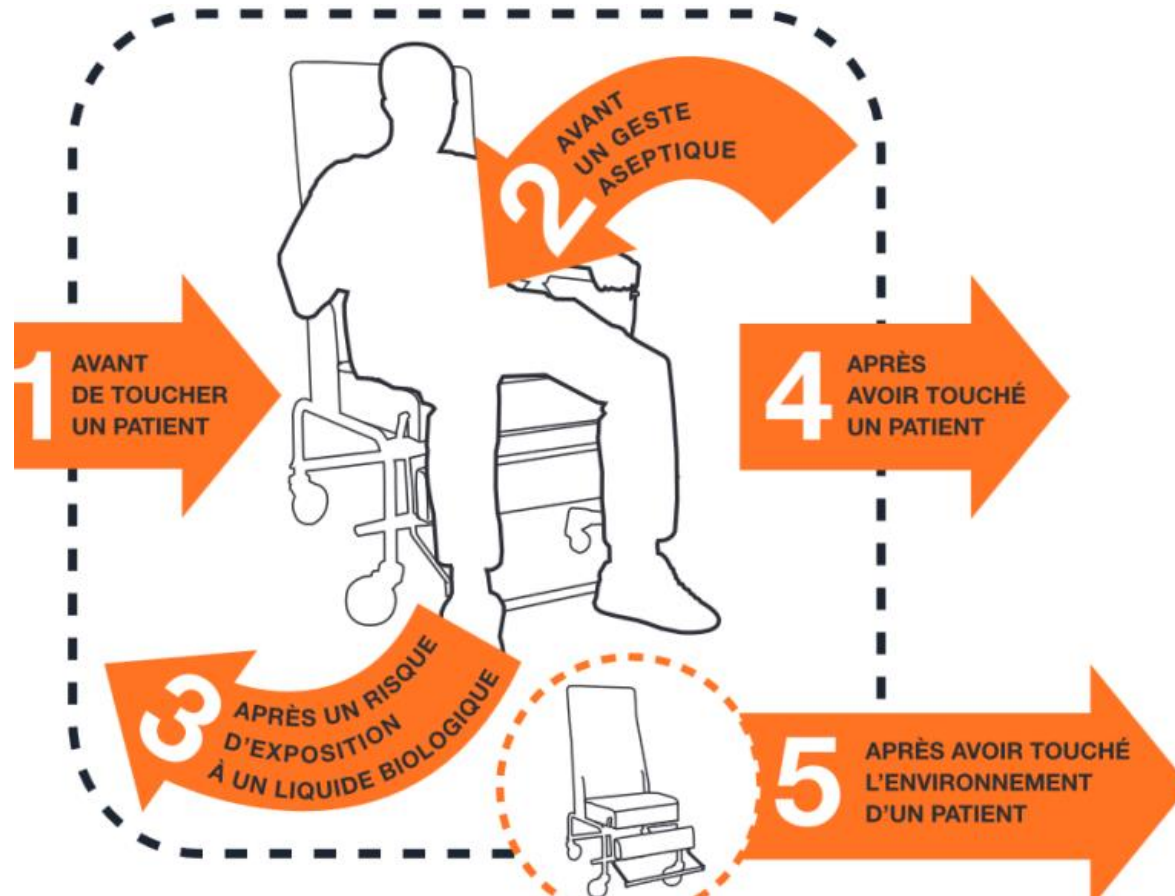 1
AVANT
DE TOUCHER
UN PATIENT
2
AVANT
UN GESTE
ASEPTIQUE
3
APRÈS UN RISQUE
D'EXPOSITION
À UN LIQUIDE BIOLOGIQUE
4
APRÈS
AVOIR TOUCHÉ
UN PATIENT
5
APRÈS AVOIR TOUCHÉ
L'ENVIRONNEMENT
D'UN PATIENT